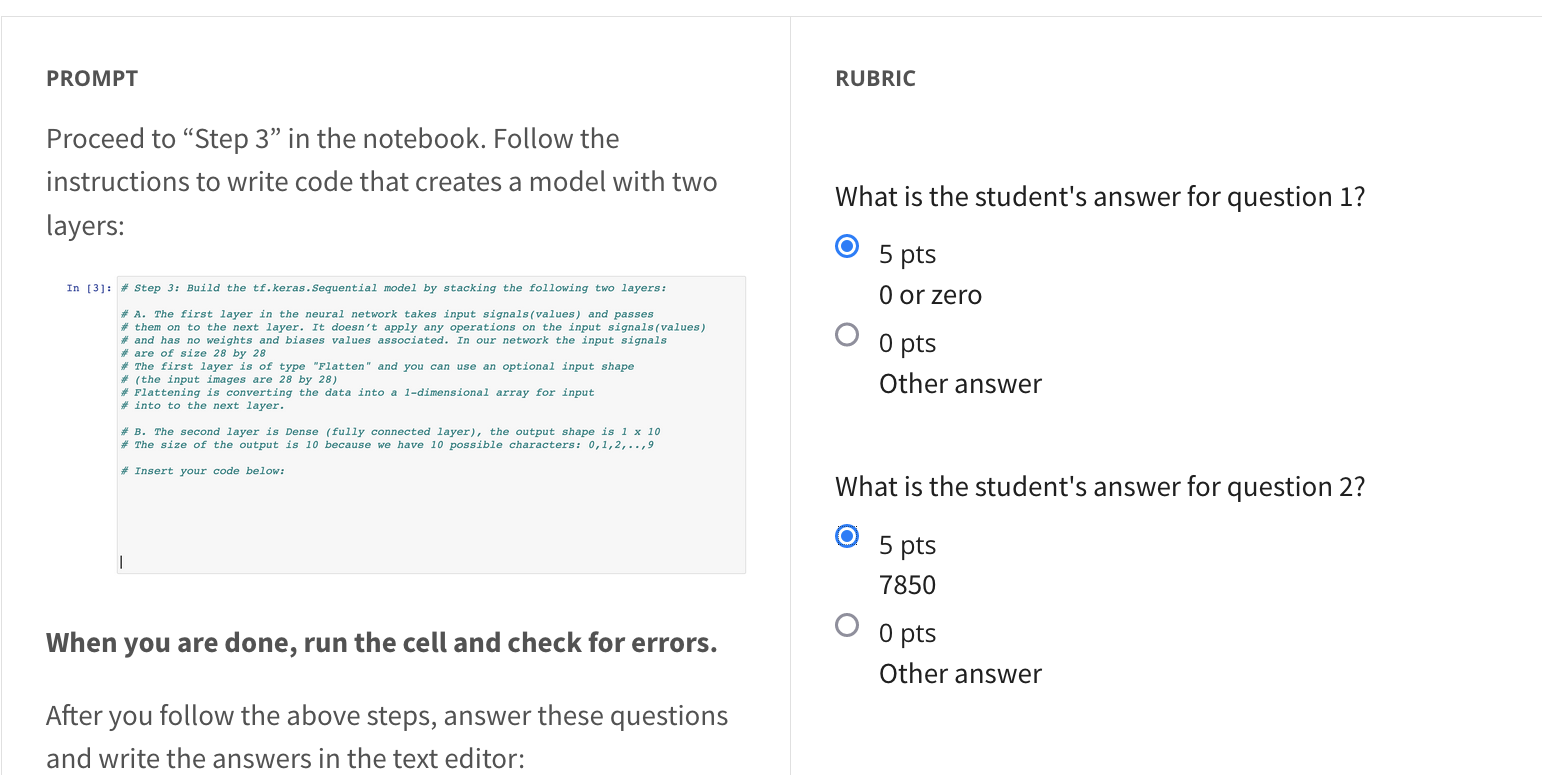 PROMPT
Proceed to “Step 3” in the notebook. Follow the
instructions to write code that creates a model with two
layers:
In [3]: # Step 3: Build the tf.keras.Sequential model by stacking the following two layers:
# A. The first layer in the neural network takes input signals(values) and passes
# them on to the next layer. It doesn’t apply any operations on the input signals(values)
# and has no weights and biases values associated. In our network the input signals
# are of size 28 by 28
# The first layer is of type "Flatten" and you can use an optional input shape
# (the input images are 28 by 28)
# Flattening is converting the data into a 1-dimensional array for input
# into to the next layer.
# B. The second layer is Dense (fully connected layer), the output shape is 1 x 10
# The size of the output is 10 because we have 10 possible characters: 0,1,2,..,9
# Insert your code below:
When you are done, run the cell and check for errors.
After you follow the above steps, answer these questions
and write the answers in the text editor:
RUBRIC
What is the student's answer for question 1?
5 pts
0 or zero
0 pts
Other answer
What is the student's answer for question 2?
5 pts
7850
0 pts
Other answer